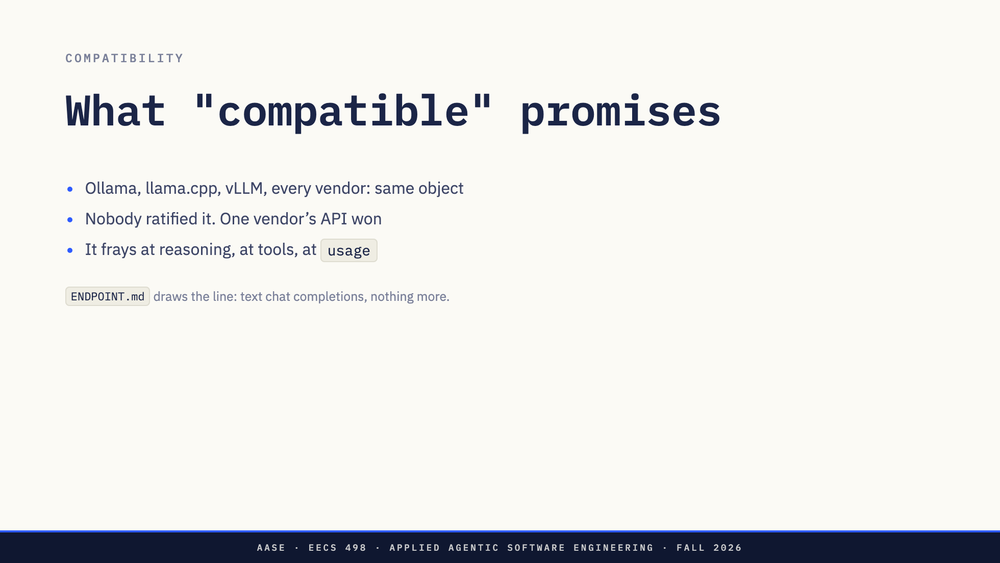 COMPATIBILITY
What "compatible" promises
• Ollama, llama.cpp, vLLM, every vendor: same object
• Nobody ratified it. One vendor’s API won
• It frays at reasoning, at tools, at usage
ENDPOINT.md draws the line: text chat completions, nothing more.
AASE · EECS 498 · APPLIED AGENTIC SOFTWARE ENGINEERING · FALL 2026